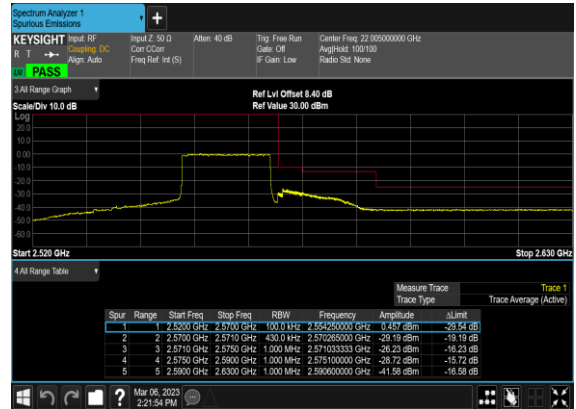 Spectrum Analyzer 1
Spurious Emissions
+
KEYSIGHT Input: RF Input Z: 50 Ω Atten: 40 dB Trig: Free Run Center Freq: 22.005000000 GHz
R T Coupling: DC Corr CCorr Gate: Off Avg|Hold: 100/100
Align: Auto Freq Ref: Int (S) IF Gain: Low Radio Std: None
PASS
3 All Range Graph
Ref Lvl Offset 8.40 dB
Scale/Div 10.0 dB Ref Value 30.00 dBm
Log
20.0
10.0
0.00
-10.0
-20.0
-30.0
-40.0
-50.0
-60.0
Start 2.520 GHz Stop 2.630 GHz
4 All Range Table
Measure Trace Trace 1
Trace Type Trace Average (Active)
Spur Range Start Freq Stop Freq RBW Frequency Amplitude ΔLimit
1 1 2.5200 GHz 2.5700 GHz 100.0 kHz 2.554250000 GHz 0.457 dBm -29.54 dB
2 2 2.5700 GHz 2.5710 GHz 430.0 kHz 2.570265000 GHz -29.19 dBm -19.19 dB
3 3 2.5710 GHz 2.5750 GHz 1.000 MHz 2.571033333 GHz -26.23 dBm -16.23 dB
4 4 2.5750 GHz 2.5900 GHz 1.000 MHz 2.575100000 GHz -28.72 dBm -15.72 dB
5 5 2.5900 GHz 2.6300 GHz 1.000 MHz 2.590600000 GHz -41.58 dBm -16.58 dB
? Mar 06, 2023
2:21:54 PM